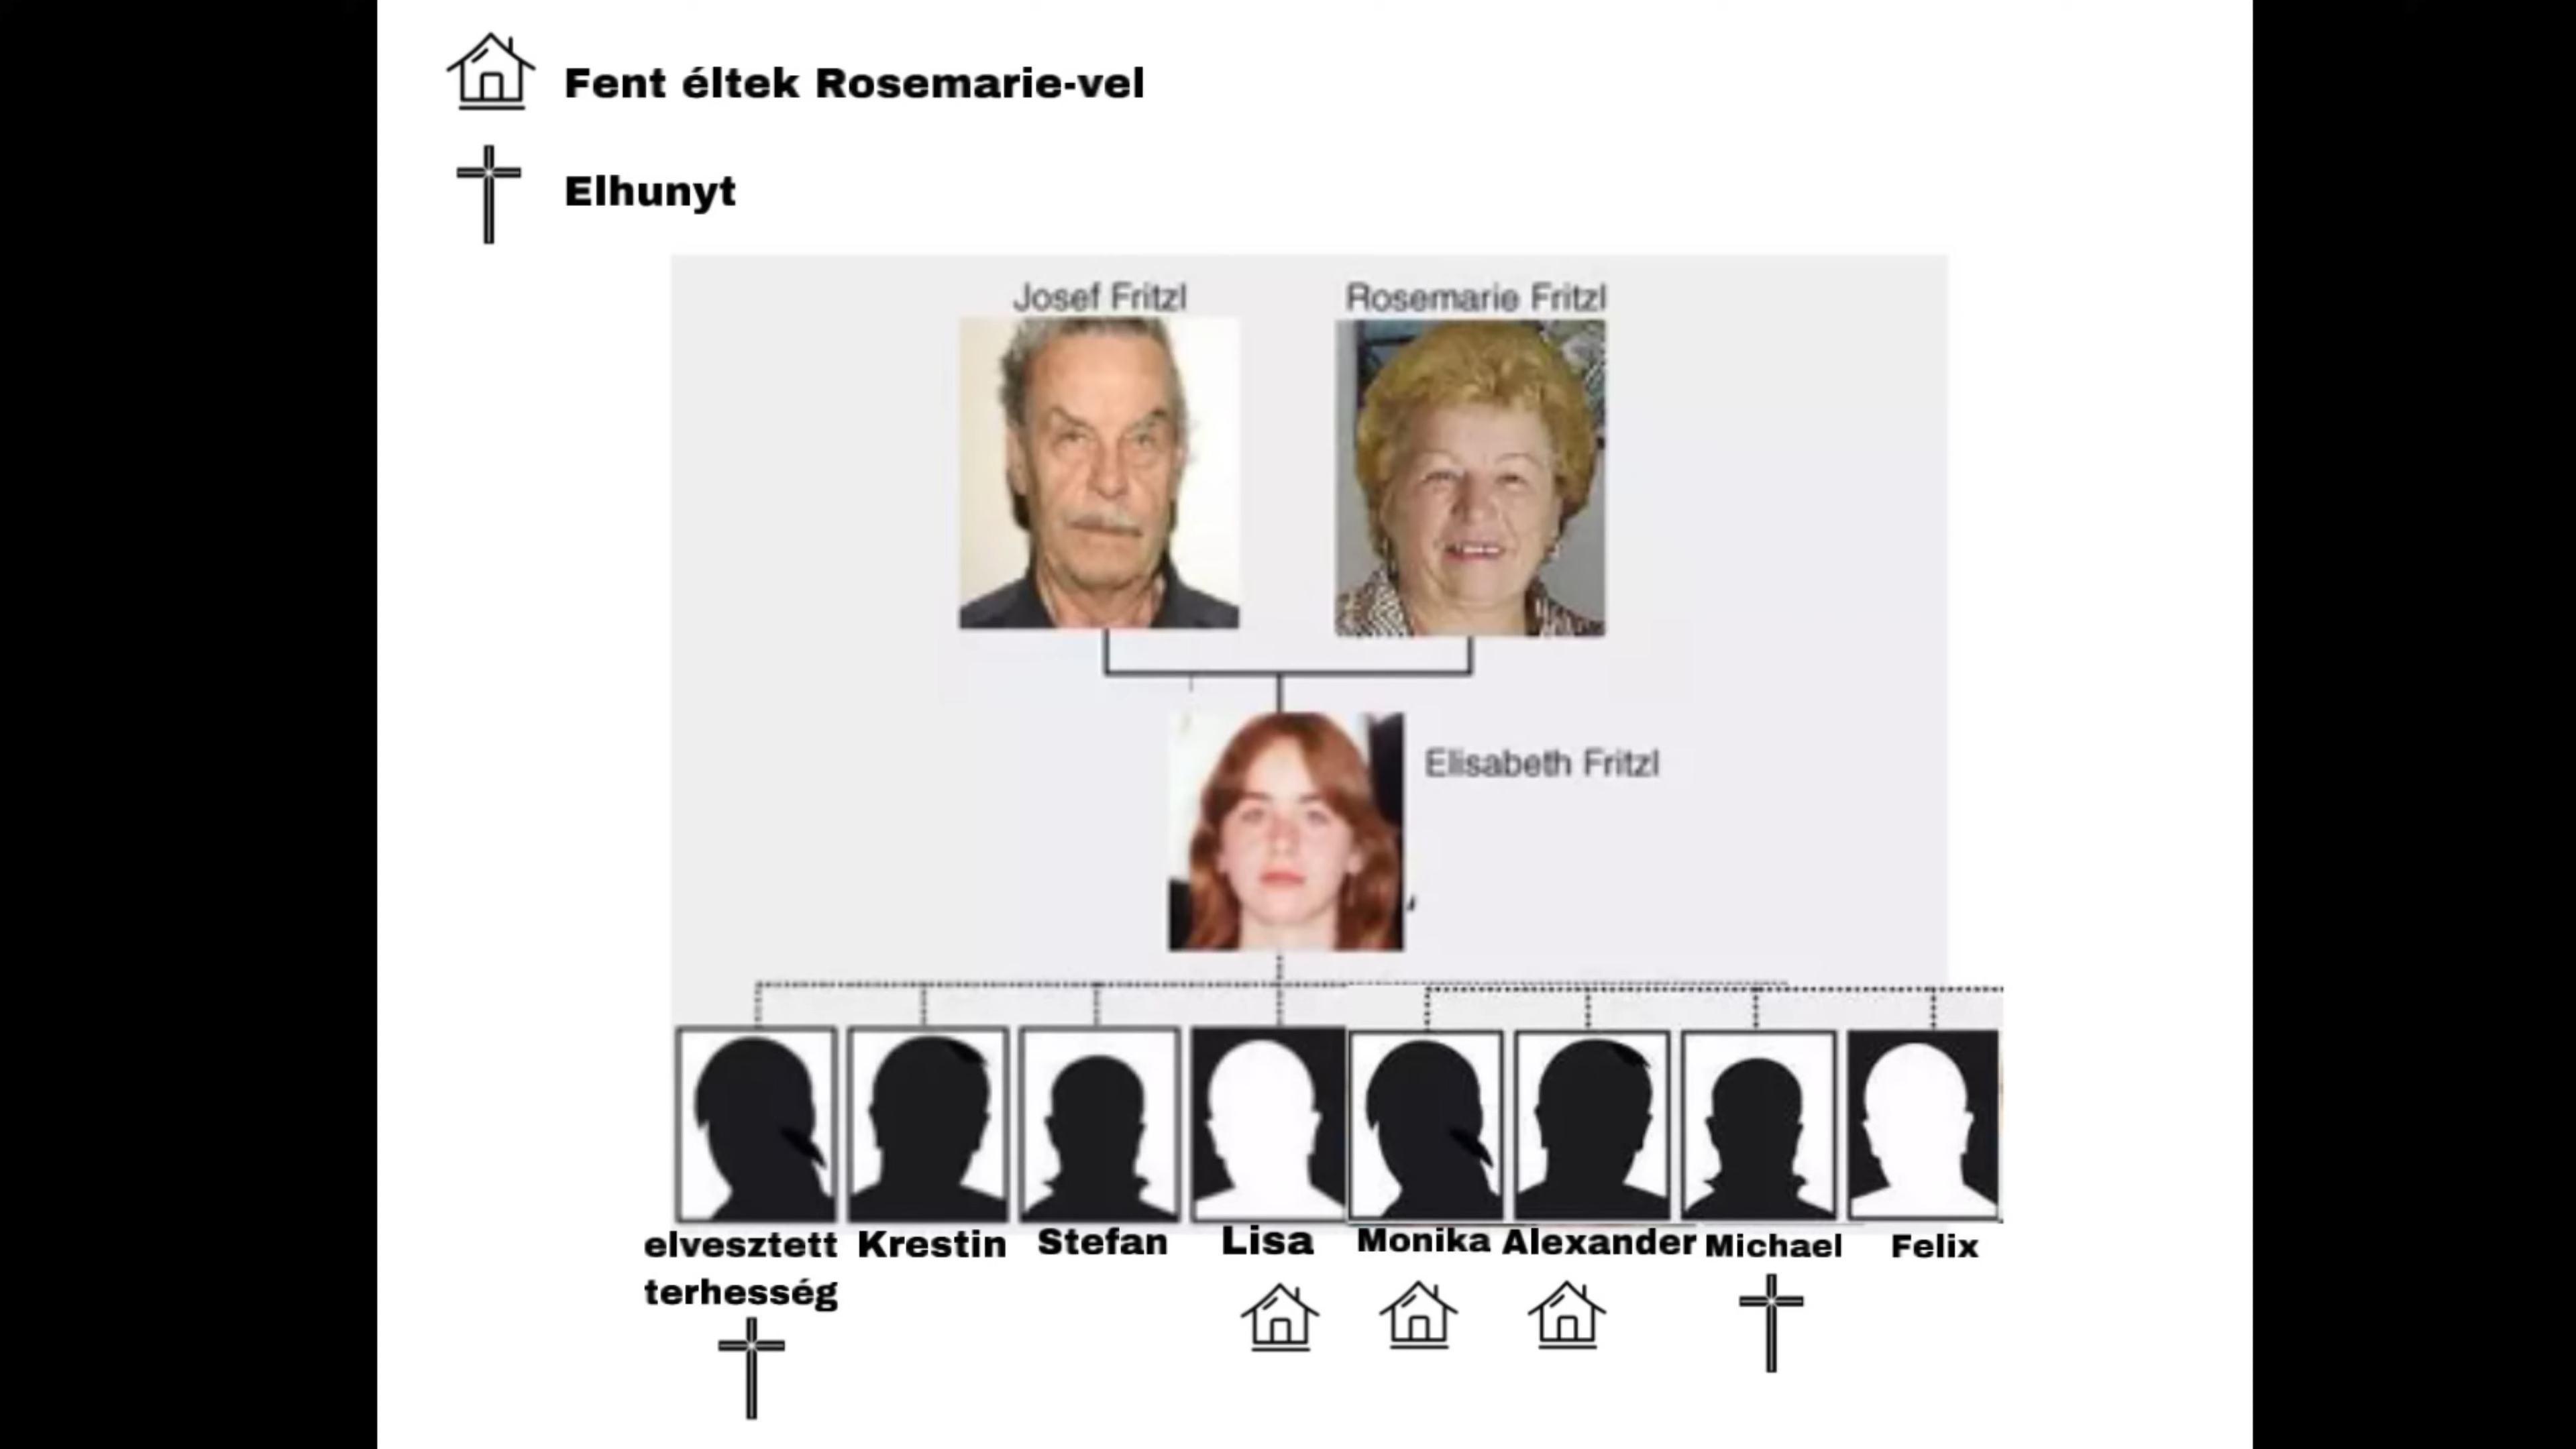 Fent éltek Rosemarie-vel
Elhunyt
Josef Fritzl
Rosemarie Fritzl
Elisabeth Fritzl
elvesztett
terhesség
Krestin
Stefan
Lisa
Monika
Alexander
Michael
Felix